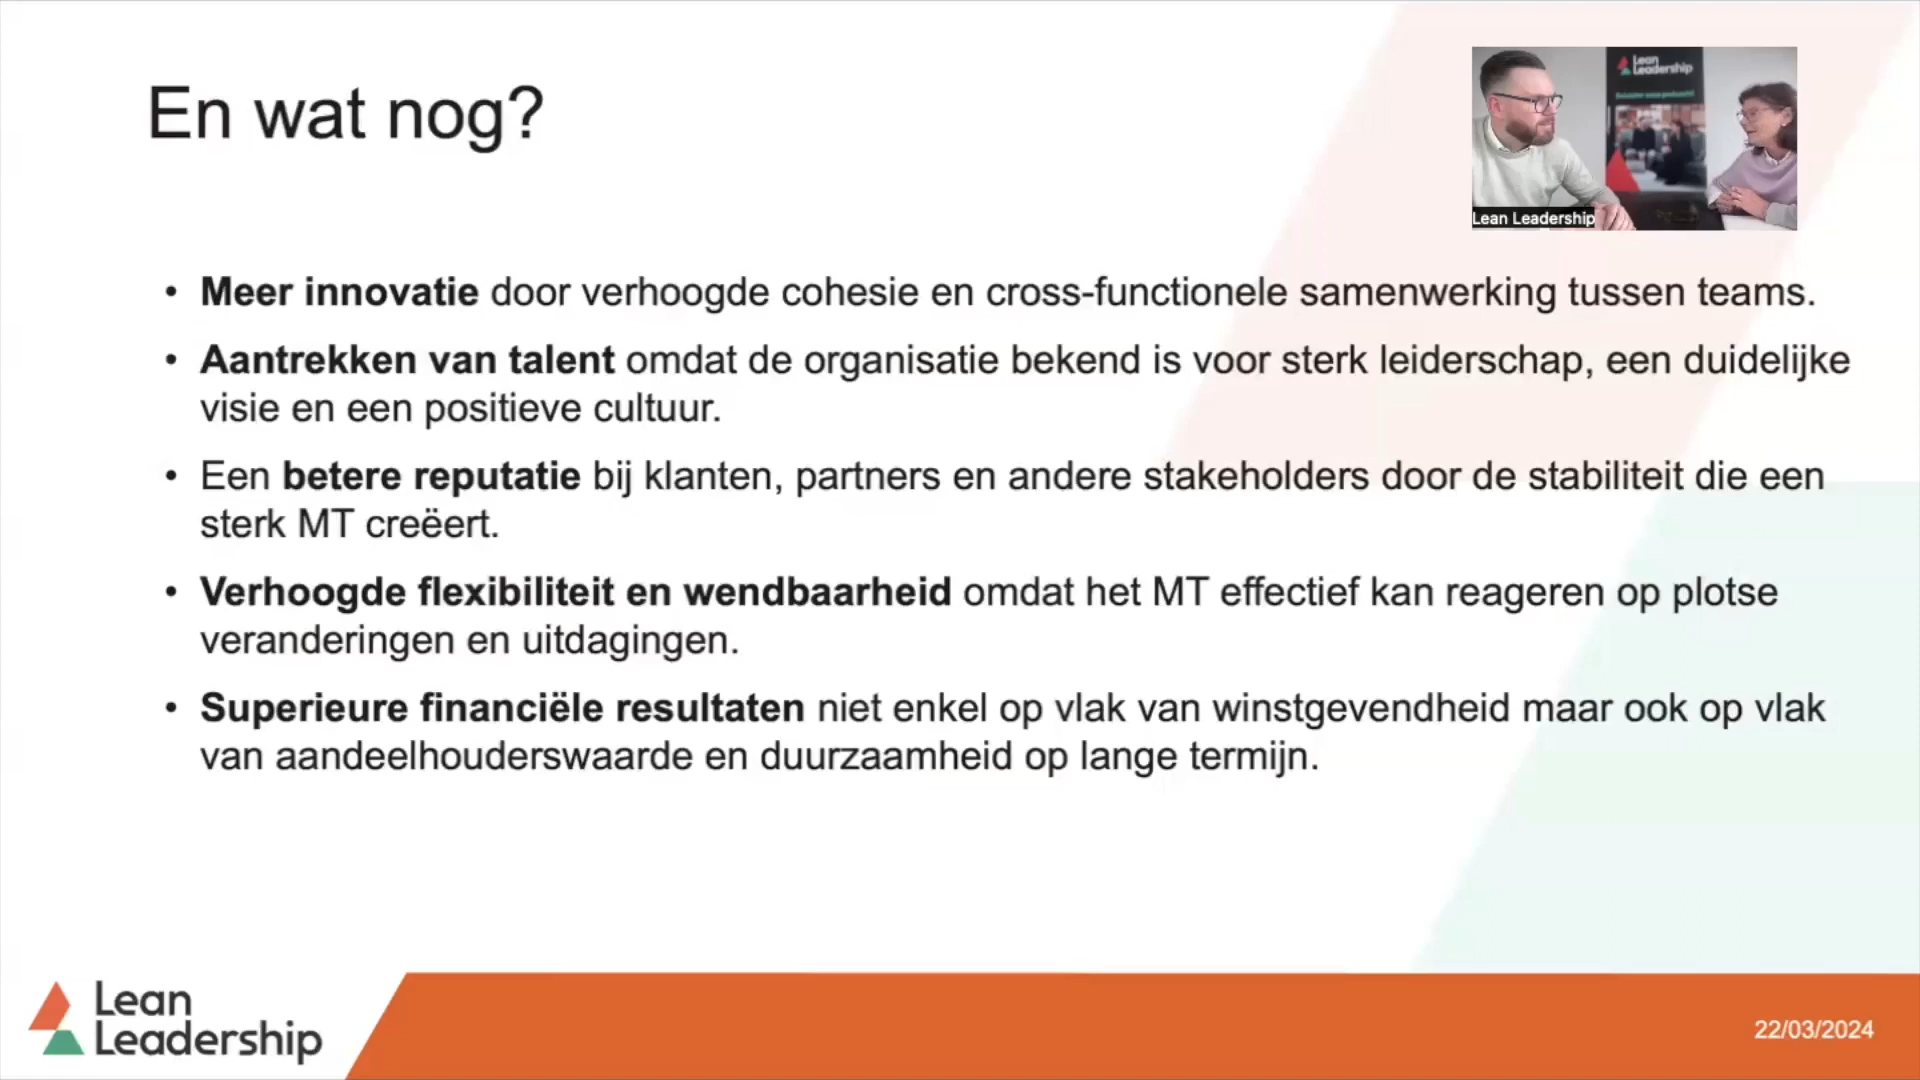 En wat nog?
Lean
Leadership
Lean Leadership
• Meer innovatie door verhoogde cohesie en cross-functionele samenwerking tussen teams.
• Aantrekken van talent omdat de organisatie bekend is voor sterk leiderschap, een duidelijke
visie en een positieve cultuur.
• Een betere reputatie bij klanten, partners en andere stakeholders door de stabiliteit die een
sterk MT creëert.
• Verhoogde flexibiliteit en wendbaarheid omdat het MT effectief kan reageren op plotse
veranderingen en uitdagingen.
• Superieure financiële resultaten niet enkel op vlak van winstgevendheid maar ook op vlak
van aandeelhouderswaarde en duurzaamheid op lange termijn.
Lean
Leadership
22/03/2024